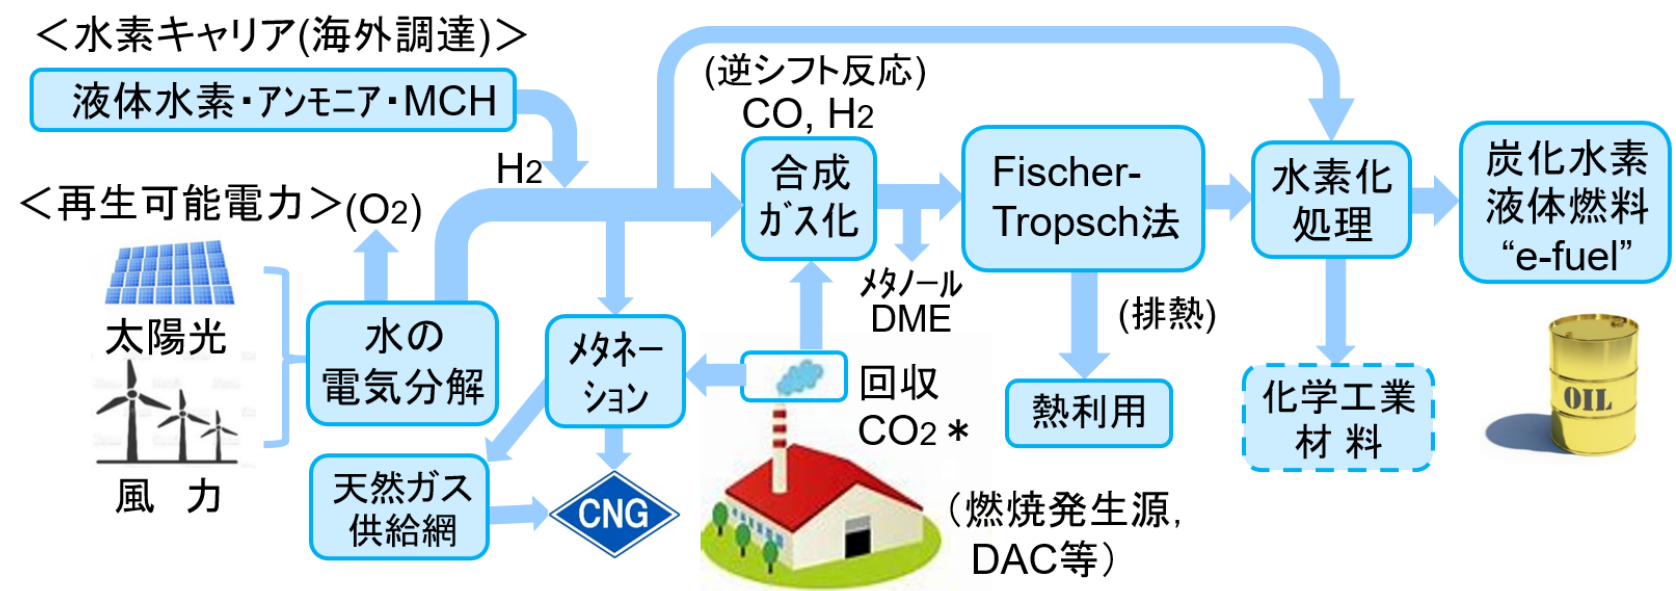 ＜水素キャリア(海外調達)＞
液体水素・アンモニア・MCH
H2
＜再生可能電力＞(O2)
太陽光
風 力
水の
電気分解
メタネー
ション
天然ガス
供給網
CNG
(逆シフト反応)
CO, H2
合成
ガス化
メタノール
DME
回収
CO2＊
（燃焼発生源,
DAC等）
Fischer-
Tropsch法
(排熱)
熱利用
水素化
処理
化学工業
材 料
炭化水素
液体燃料
“e-fuel”
OIL